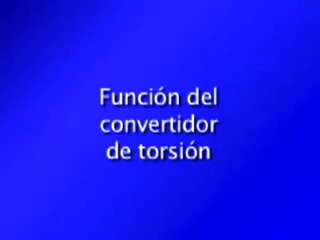 Función del
convertidor
de torsión